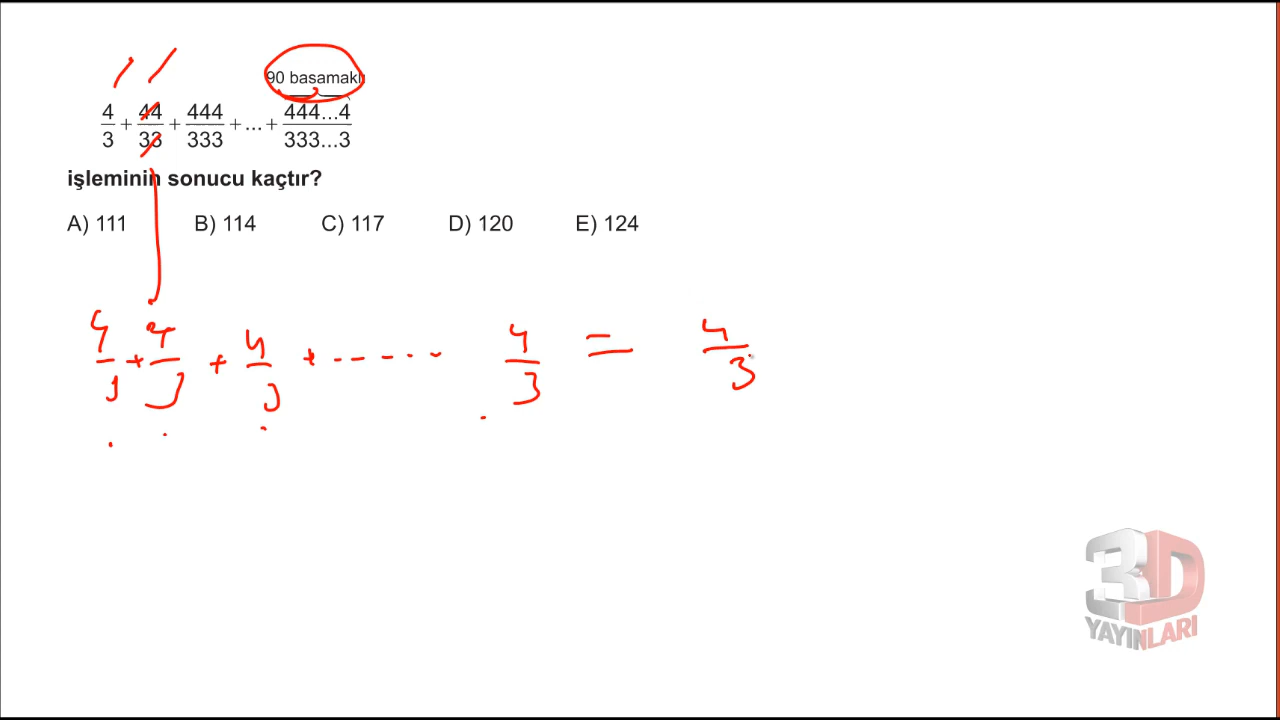 90 basamaklı
4/3 + 44/33 + 444/333 + ... + 444...4/333...3
işleminin sonucu kaçtır?
A) 111 B) 114 C) 117 D) 120 E) 124
4/3 + 4/3 + 4/3 + ------ 4/3 = 4/3
3D
YAYINLARI